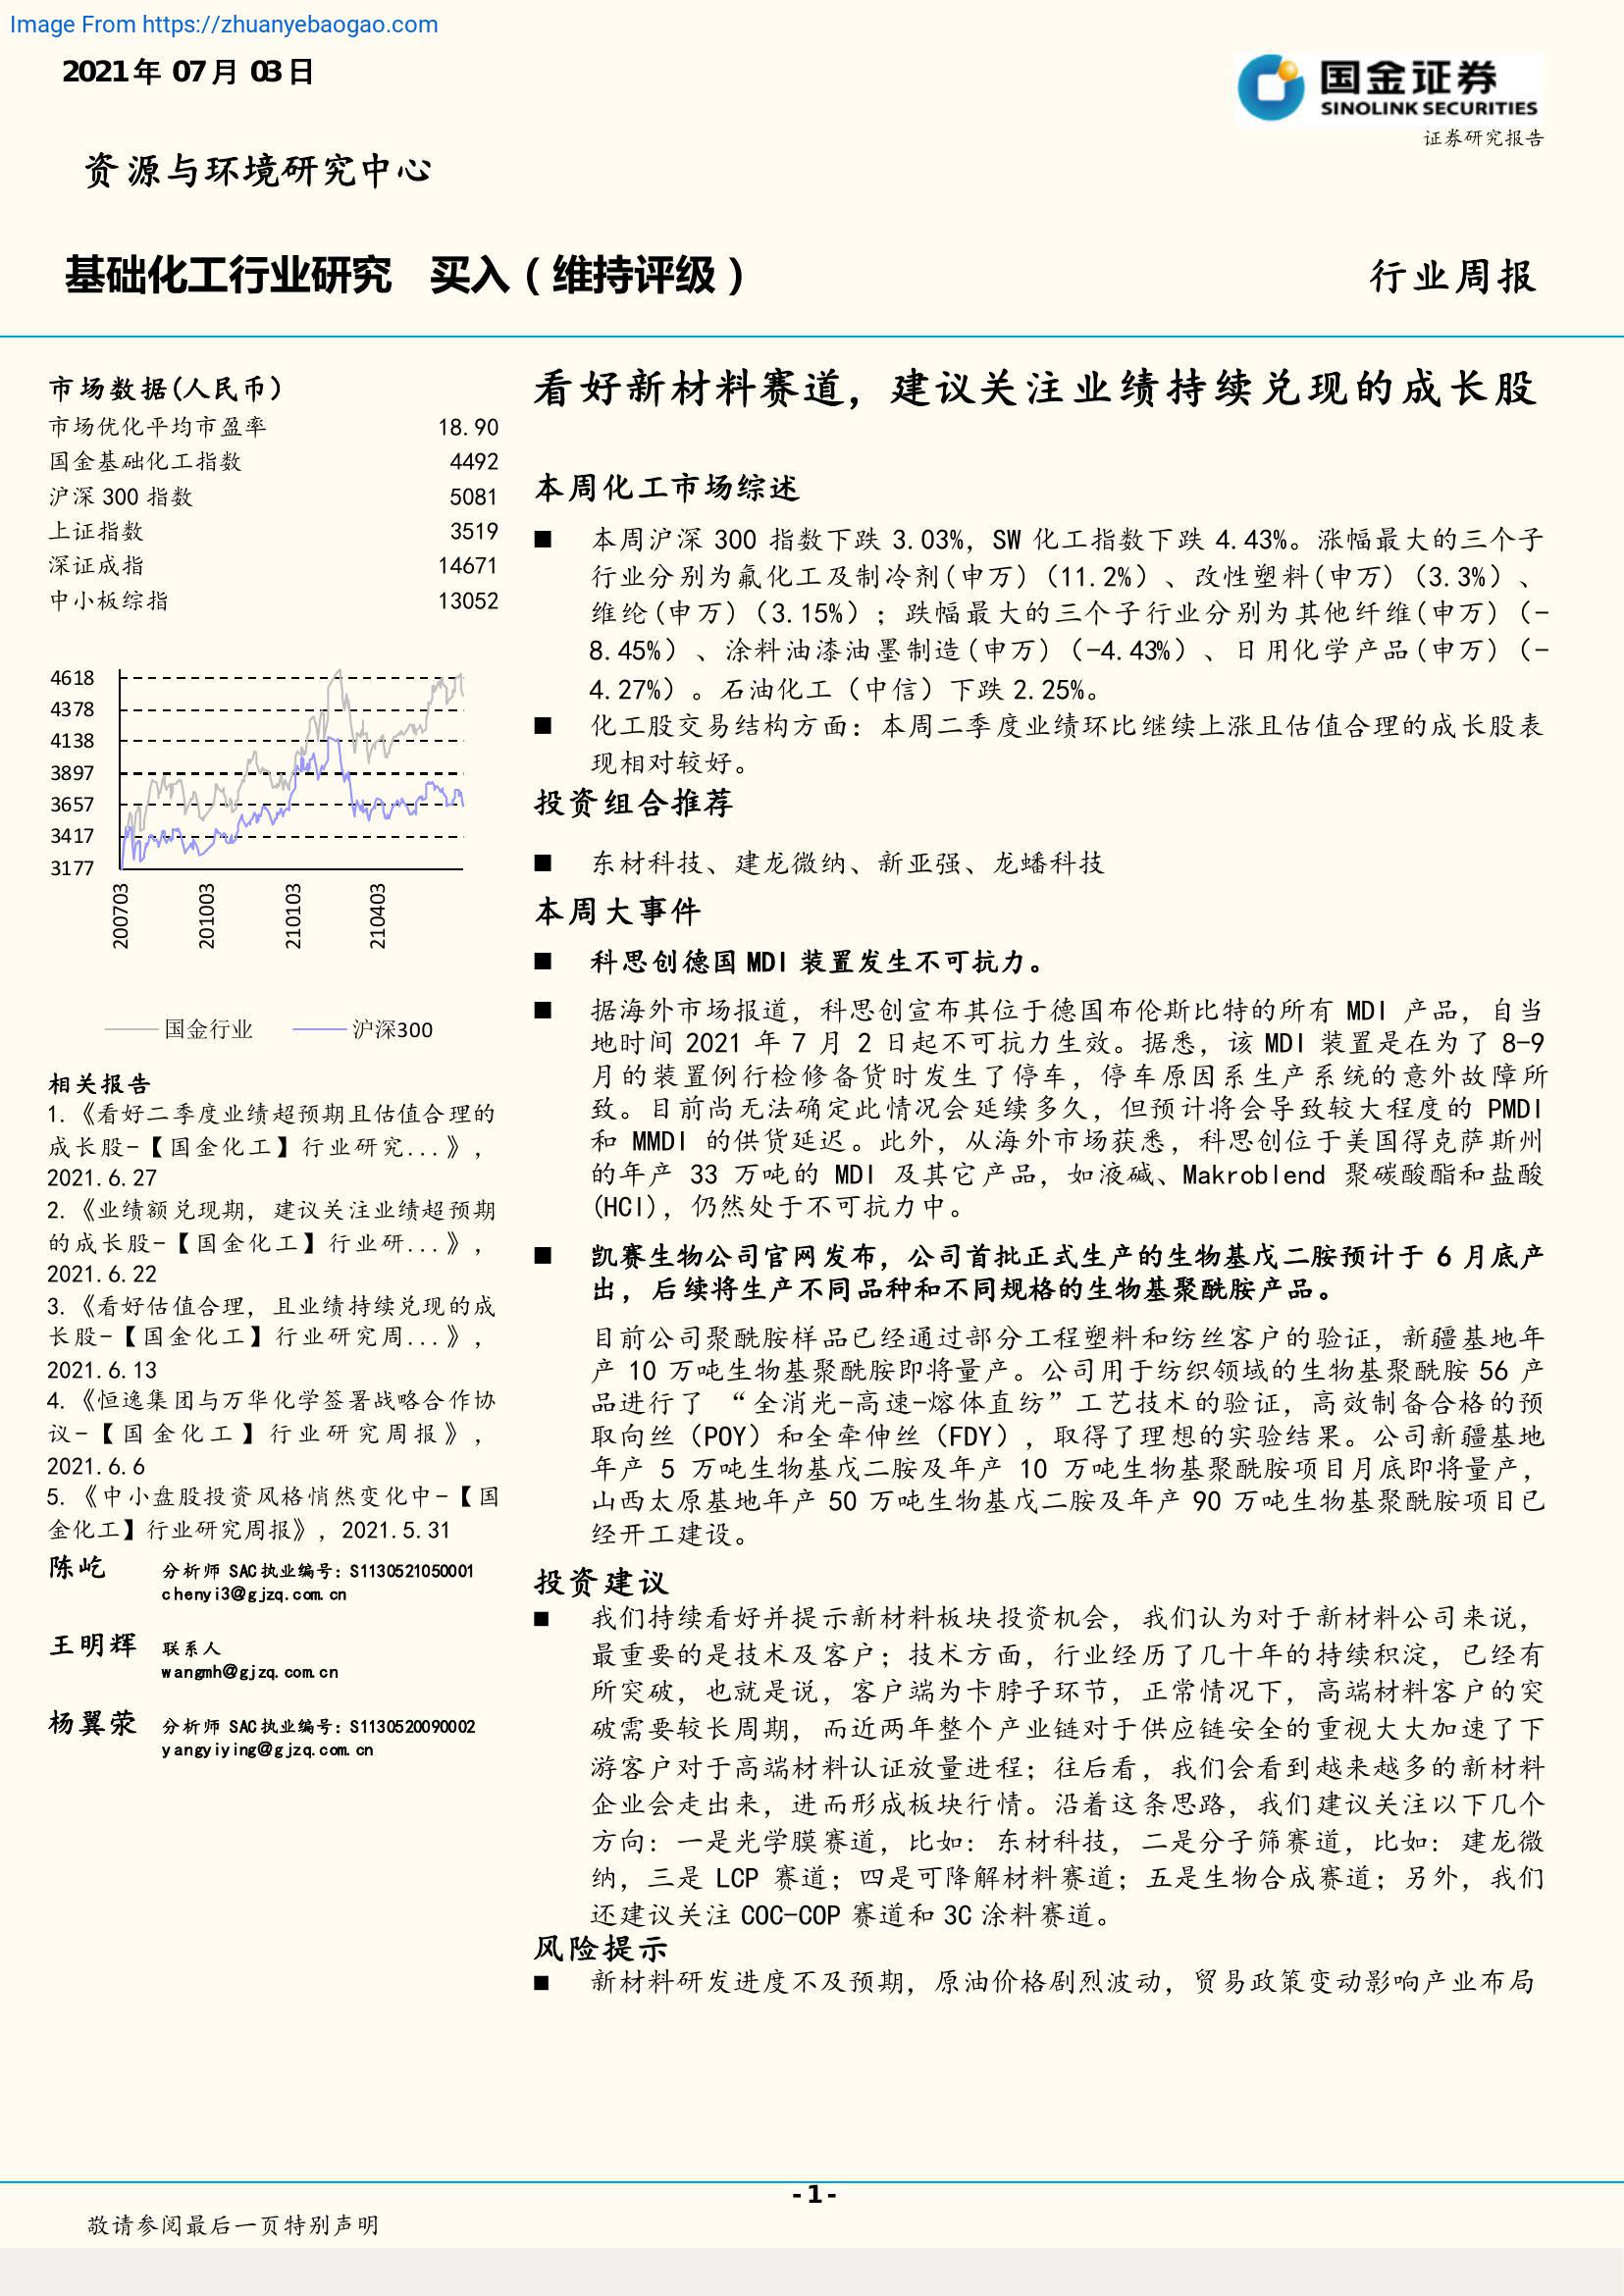 Image From https://zhuanyebaogao.com
2021年 07月 03日
国金证券
SINOLINK SECURITIES
证券研究报告
资源与环境研究中心
基础化工行业研究 买入(维持评级)
行业周报
市场数据(人民币)
市场优化平均市盈率 18.90
国金基础化工指数 4492
沪深 300 指数 5081
上证指数 3519
深证成指 14671
中小板综指 13052
4618
4378
4138
3897
3657
3417
3177
200703
201003
210103
210403
国金行业 沪深300
相关报告
1.《看好二季度业绩超预期且估值合理的
成长股-【国金化工】行业研究...》,
2021.6.27
2.《业绩额兑现期,建议关注业绩超预期
的成长股-【国金化工】行业研...》,
2021.6.22
3.《看好估值合理,且业绩持续兑现的成
长股-【国金化工】行业研究周...》,
2021.6.13
4.《恒逸集团与万华化学签署战略合作协
议-【国金化工】行业研究周报》,
2021.6.6
5.《中小盘股投资风格悄然变化中-【国
金化工】行业研究周报》,2021.5.31
陈屹 分析师 SAC 执业编号:S1130521050001
chenyi3@gjzq.com.cn
王明辉 联系人
wangmh@gjzq.com.cn
杨翼荥 分析师 SAC 执业编号:S1130520090002
yangyiying@gjzq.com.cn
看好新材料赛道,建议关注业绩持续兑现的成长股
本周化工市场综述
■ 本周沪深 300 指数下跌 3.03%,SW 化工指数下跌 4.43%。涨幅最大的三个子
行业分别为氟化工及制冷剂(申万)(11.2%)、改性塑料(申万)(3.3%)、
维纶(申万)(3.15%);跌幅最大的三个子行业分别为其他纤维(申万)(-
8.45%)、涂料油漆油墨制造(申万)(-4.43%)、日用化学产品(申万)(-
4.27%)。石油化工(中信)下跌 2.25%。
■ 化工股交易结构方面:本周二季度业绩环比继续上涨且估值合理的成长股表
现相对较好。
投资组合推荐
■ 东材科技、建龙微纳、新亚强、龙蟠科技
本周大事件
■ 科思创德国 MDI 装置发生不可抗力。
■ 据海外市场报道,科思创宣布其位于德国布伦斯比特的所有 MDI 产品,自当
地时间 2021 年 7 月 2 日起不可抗力生效。据悉,该 MDI 装置是在为了 8-9
月的装置例行检修备货时发生了停车,停车原因系生产系统的意外故障所
致。目前尚无法确定此情况会延续多久,但预计将会导致较大程度的 PMDI
和 MMDI 的供货延迟。此外,从海外市场获悉,科思创位于美国得克萨斯州
的年产 33 万吨的 MDI 及其它产品,如液碱、Makroblend 聚碳酸酯和盐酸
(HCl),仍然处于不可抗力中。
■ 凯赛生物公司官网发布,公司首批正式生产的生物基戊二胺预计于 6 月底产
出,后续将生产不同品种和不同规格的生物基聚酰胺产品。
目前公司聚酰胺样品已经通过部分工程塑料和纺丝客户的验证,新疆基地年
产 10 万吨生物基聚酰胺即将量产。公司用于纺织领域的生物基聚酰胺 56 产
品进行了 “全消光-高速-熔体直纺”工艺技术的验证,高效制备合格的预
取向丝(POY)和全牵伸丝(FDY),取得了理想的实验结果。公司新疆基地
年产 5 万吨生物基戊二胺及年产 10 万吨生物基聚酰胺项目月底即将量产,
山西太原基地年产 50 万吨生物基戊二胺及年产 90 万吨生物基聚酰胺项目已
经开工建设。
投资建议
■ 我们持续看好并提示新材料板块投资机会,我们认为对于新材料公司来说,
最重要的是技术及客户;技术方面,行业经历了几十年的持续积淀,已经有
所突破,也就是说,客户端为卡脖子环节,正常情况下,高端材料客户的突
破需要较长周期,而近两年整个产业链对于供应链安全的重视大大加速了下
游客户对于高端材料认证放量进程;往后看,我们会看到越来越多的新材料
企业会走出来,进而形成板块行情。沿着这条思路,我们建议关注以下几个
方向:一是光学膜赛道,比如:东材科技,二是分子筛赛道,比如:建龙微
纳,三是 LCP 赛道;四是可降解材料赛道;五是生物合成赛道;另外,我们
还建议关注 COC-COP 赛道和 3C 涂料赛道。
风险提示
■ 新材料研发进度不及预期,原油价格剧烈波动,贸易政策变动影响产业布局
- 1 -
敬请参阅最后一页特别声明